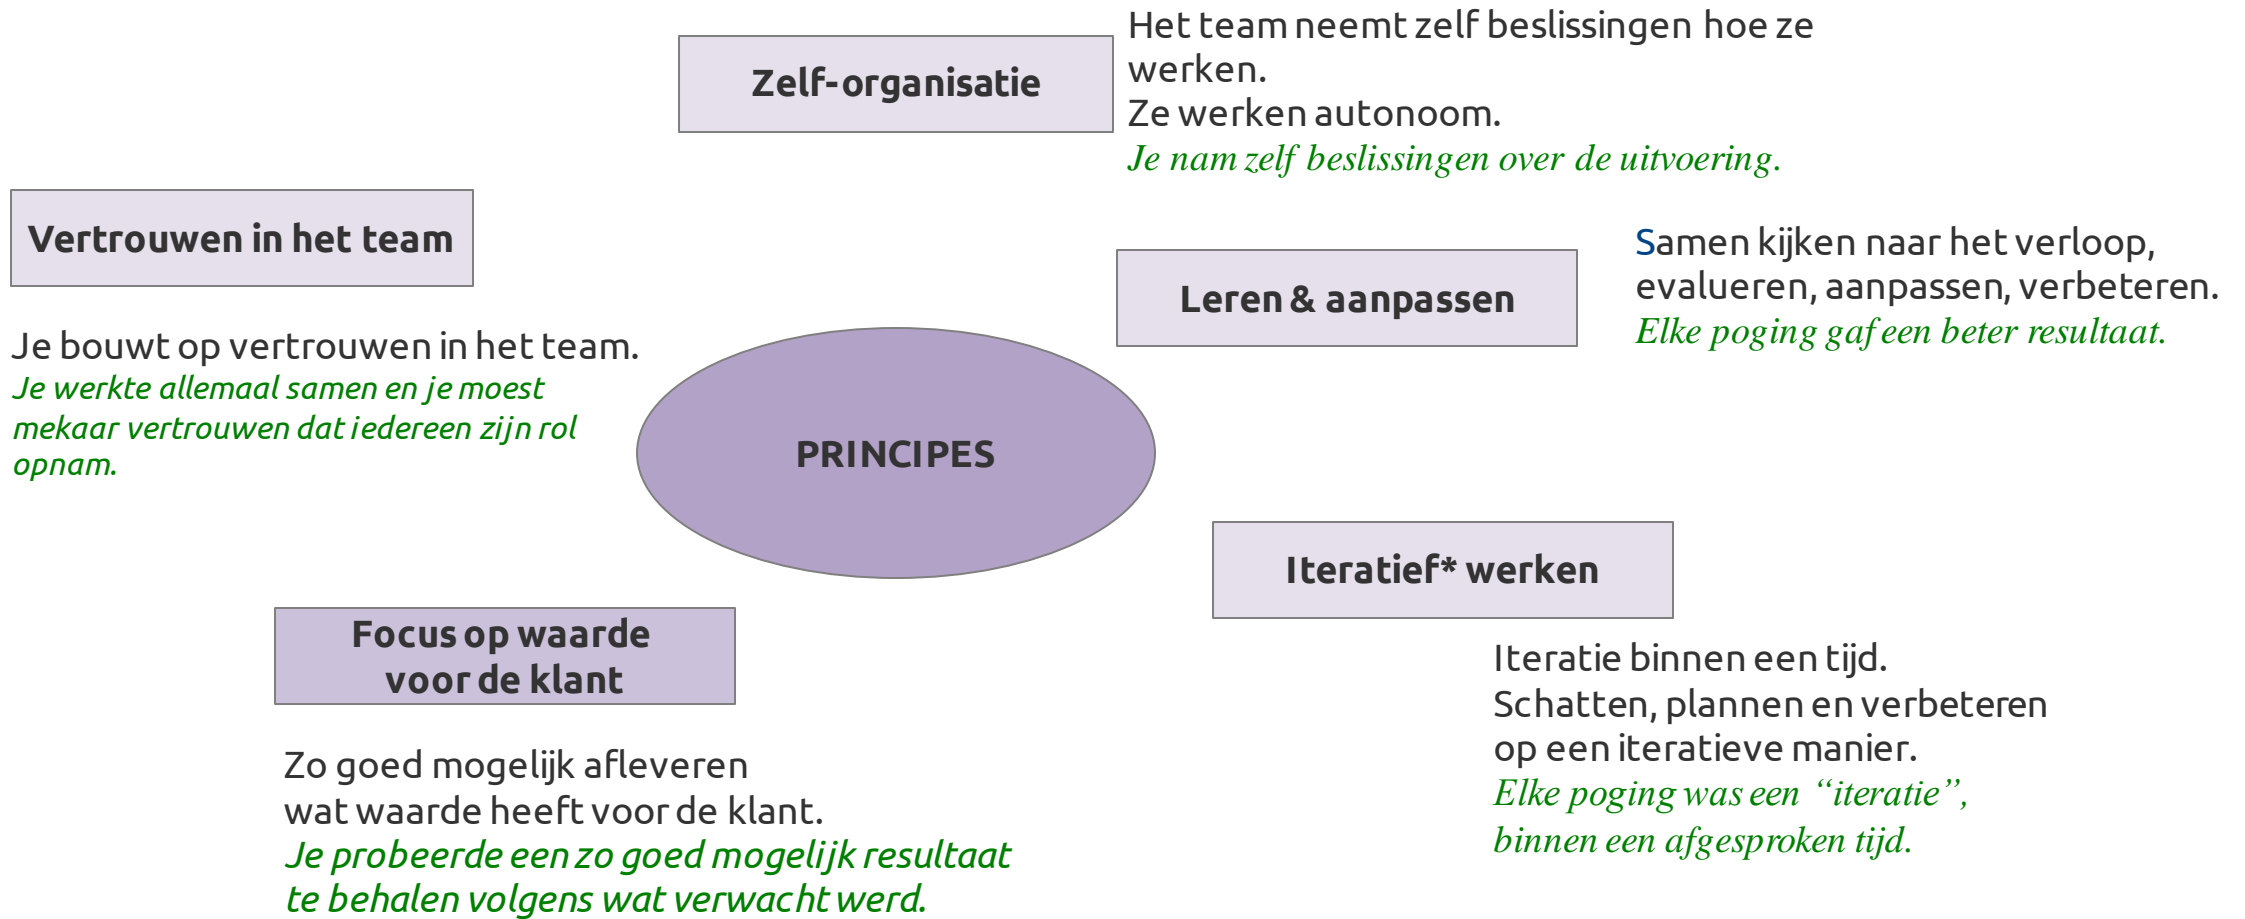 Zelf-organisatie
Het team neemt zelf beslissingen hoe ze
werken.
Ze werken autonoom.
Je nam zelf beslissingen over de uitvoering.
Vertrouwen in het team
Je bouwt op vertrouwen in het team.
Je werkte allemaal samen en je moest
mekaar vertrouwen dat iedereen zijn rol
opnam.
Leren & aanpassen
Samen kijken naar het verloop,
evalueren, aanpassen, verbeteren.
Elke poging gaf een beter resultaat.
PRINCIPES
Iteratief* werken
Iteratie binnen een tijd.
Schatten, plannen en verbeteren
op een iteratieve manier.
Elke poging was een “iteratie”,
binnen een afgesproken tijd.
Focus op waarde
voor de klant
Zo goed mogelijk afleveren
wat waarde heeft voor de klant.
Je probeerde een zo goed mogelijk resultaat
te behalen volgens wat verwacht werd.